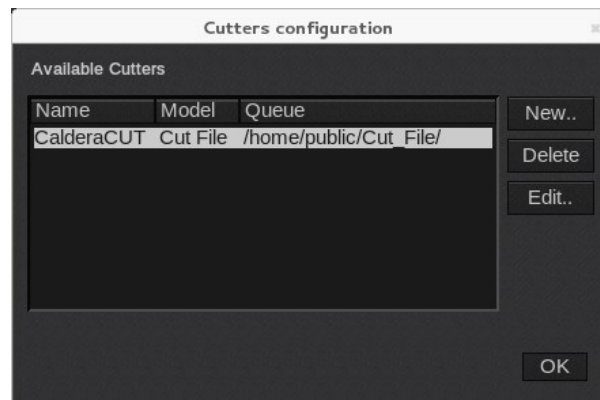 Cutters configuration
Available Cutters
Name Model Queue
CalderaCUT Cut File /home/public/Cut_File/
New..
Delete
Edit..
OK